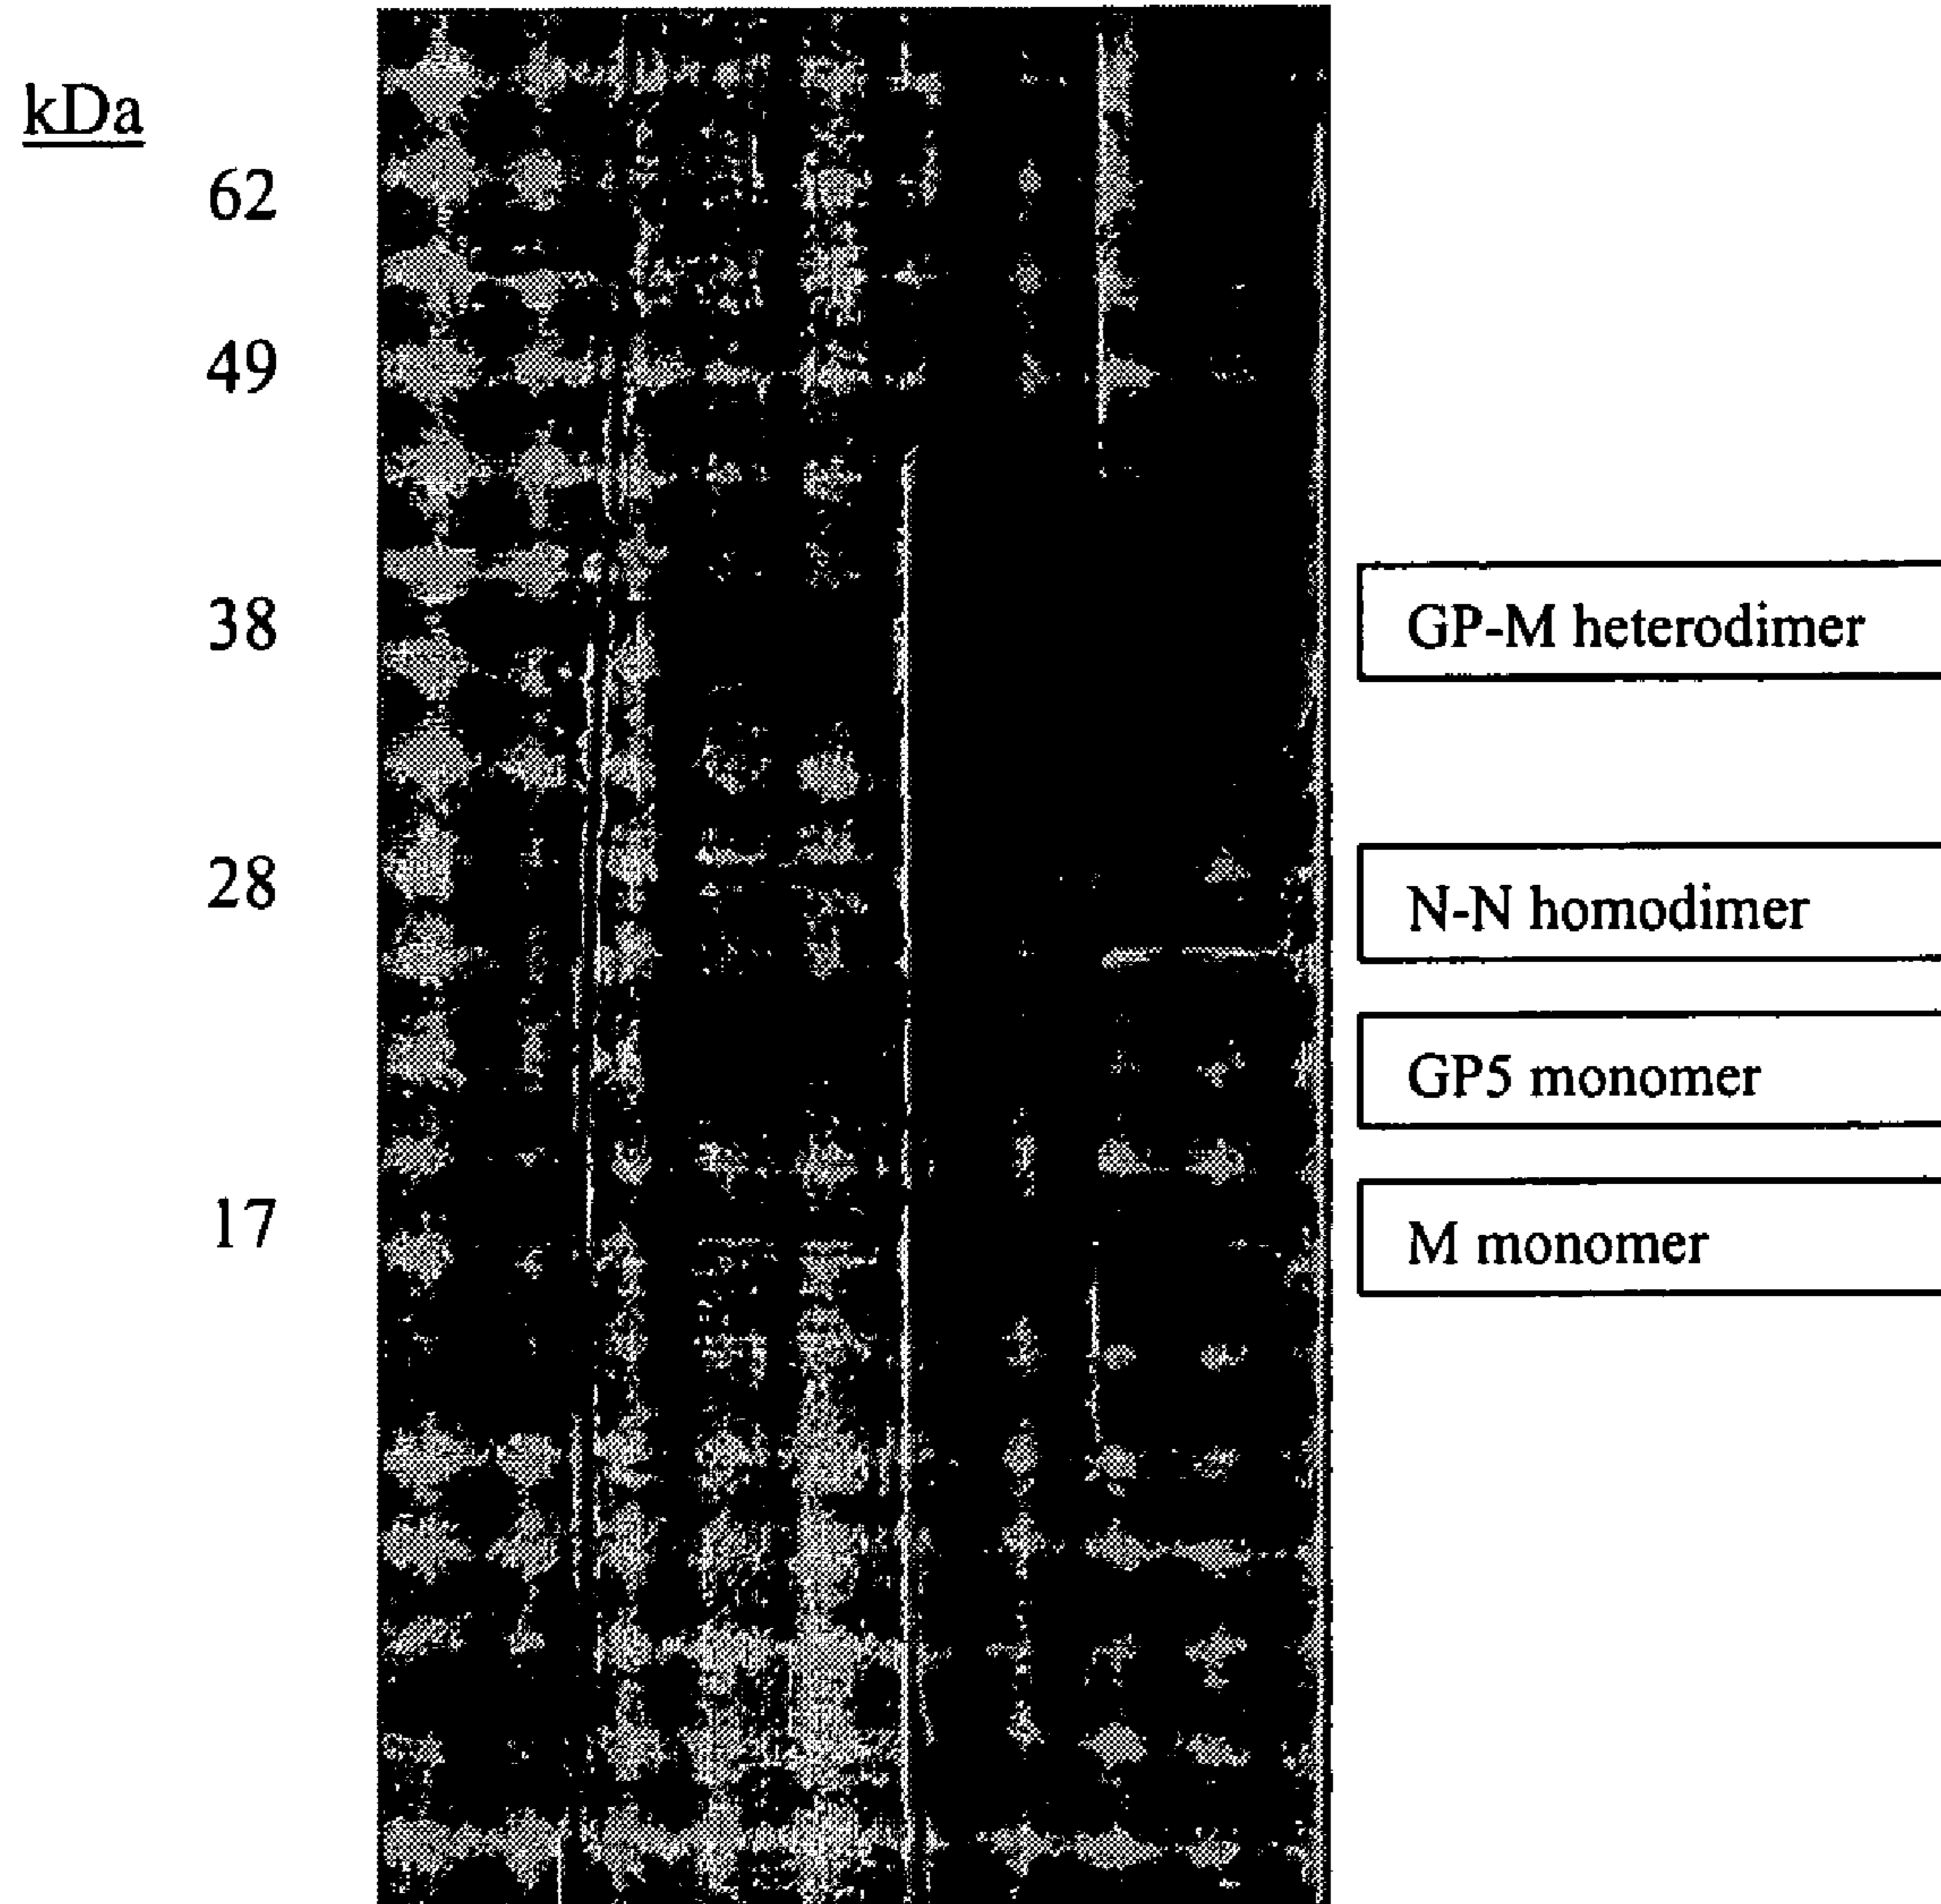 kDa
62
49
38
GP-M heterodimer
28
N-N homodimer
GP5 monomer
17
M monomer